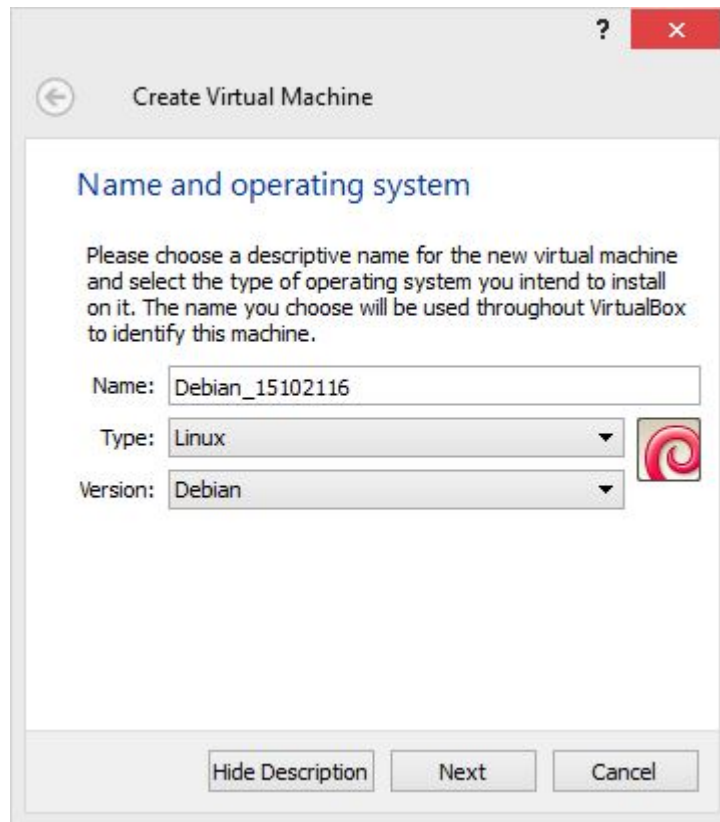 ?
Create Virtual Machine
Name and operating system
Please choose a descriptive name for the new virtual machine
and select the type of operating system you intend to install
on it. The name you choose will be used throughout VirtualBox
to identify this machine.
Name: Debian_15102116
Type: Linux
Version: Debian
Hide Description Next Cancel